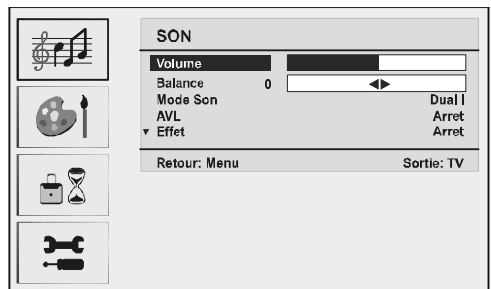 SON
Volume
Balance 0
Mode Son Dual I
AVL Arret
Effet Arret
Retour: Menu Sortie: TV